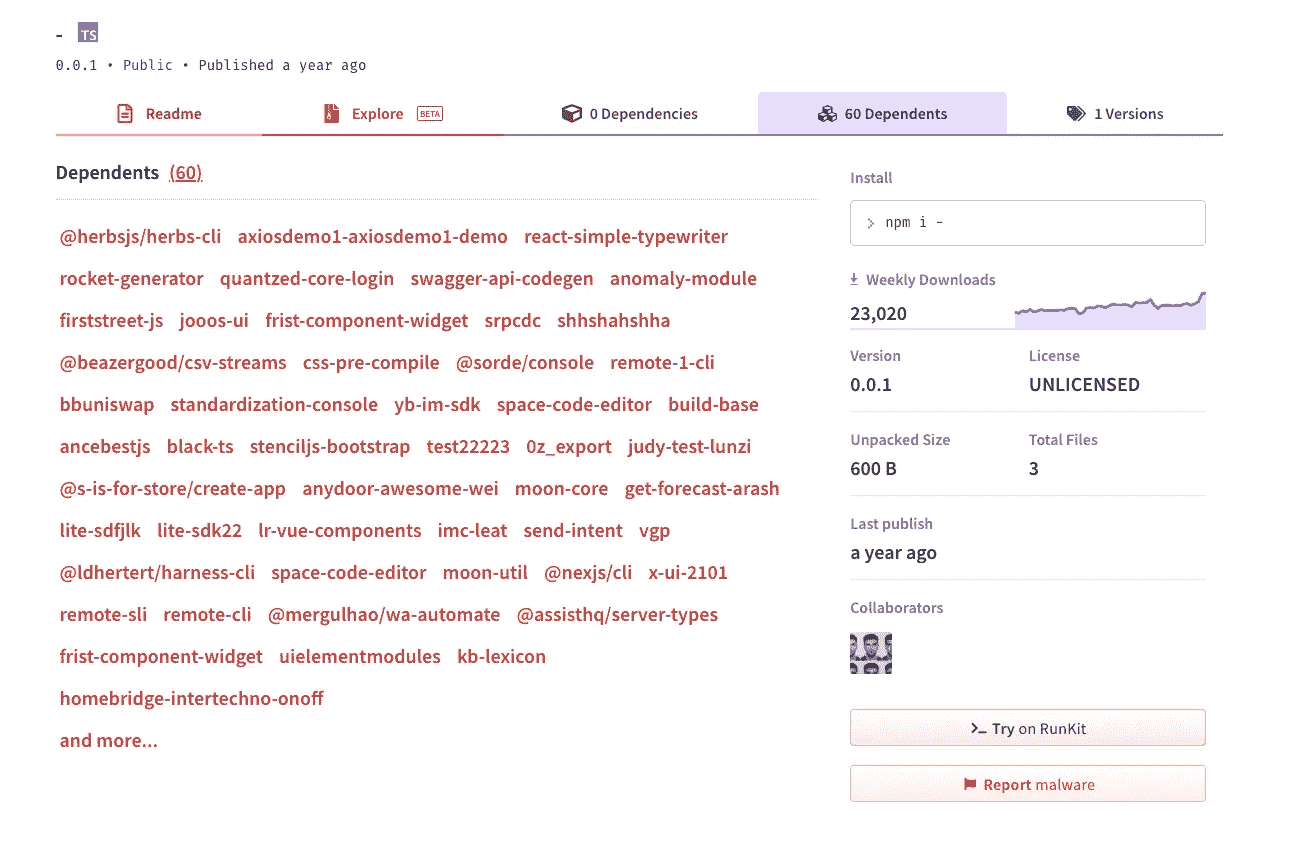 - TS
0.0.1 • Public • Published a year ago
Readme Explore BETA 0 Dependencies 60 Dependents 1 Versions
Dependents (60)
@herbsjs/herbs-cli axiosdemo1-axiosdemo1-demo react-simple-typewriter
rocket-generator quantzed-core-login swagger-api-codegen anomaly-module
firststreet-js jooos-ui frist-component-widget srpcdc shhshahshha
@beazergood/csv-streams css-pre-compile @sorde/console remote-1-cli
bbuniswap standardization-console yb-im-sdk space-code-editor build-base
ancebestjs black-ts stenciljs-bootstrap test22223 0z_export judy-test-lunzi
@s-is-for-store/create-app anydoor-awesome-wei moon-core get-forecast-arash
lite-sdfjlk lite-sdk22 lr-vue-components imc-leat send-intent vgp
@ldhertert/harness-cli space-code-editor moon-util @nexjs/cli x-ui-2101
remote-sli remote-cli @mergulhao/wa-automate @assisthq/server-types
frist-component-widget uielementmodules kb-lexicon
homebridge-intertechno-onoff
and more...
Install
> npm i -
Weekly Downloads
23,020
Version License
0.0.1 UNLICENSED
Unpacked Size Total Files
600 B 3
Last publish
a year ago
Collaborators
Try on RunKit
Report malware